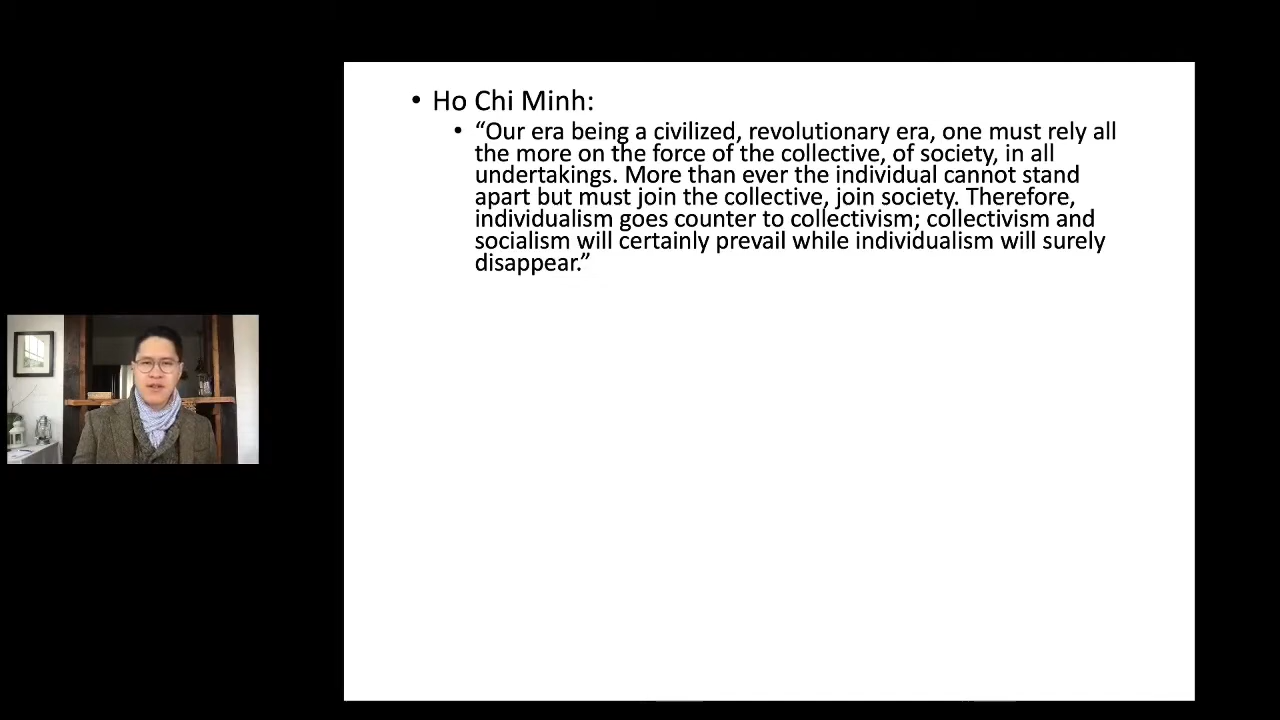 • Ho Chi Minh:
• “Our era being a civilized, revolutionary era, one must rely all
the more on the force of the collective, of society, in all
undertakings. More than ever the individual cannot stand
apart but must join the collective, join society. Therefore,
individualism goes counter to collectivism; collectivism and
socialism will certainly prevail while individualism will surely
disappear.”